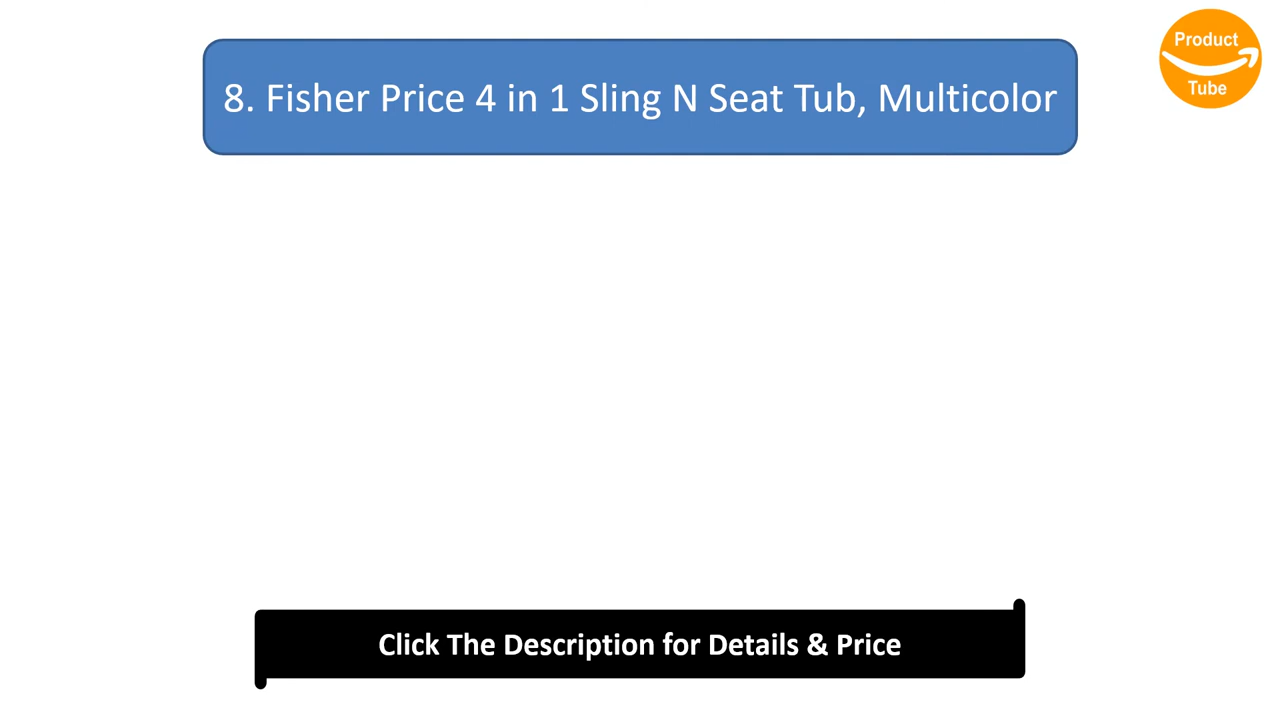 8. Fisher Price 4 in 1 Sling N Seat Tub, Multicolor
Product
Tube
Click The Description for Details & Price